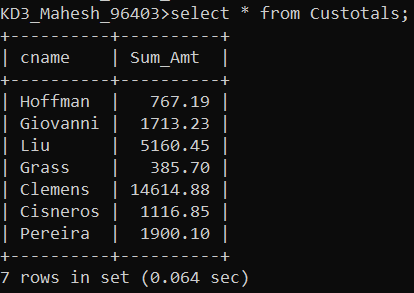 KD3_Mahesh_96403>select * from Custotals;
+----------+----------+
| cname    | Sum_Amt  |
+----------+----------+
| Hoffman  |   767.19 |
| Giovanni |  1713.23 |
| Liu      |  5160.45 |
| Grass    |   385.70 |
| Clemens  | 14614.88 |
| Cisneros |  1116.85 |
| Pereira  |  1900.10 |
+----------+----------+
7 rows in set (0.064 sec)